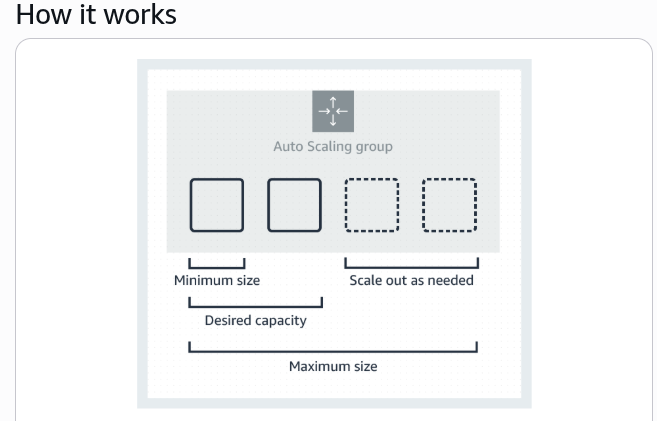 How it works
Auto Scaling group
Minimum size
Scale out as needed
Desired capacity
Maximum size